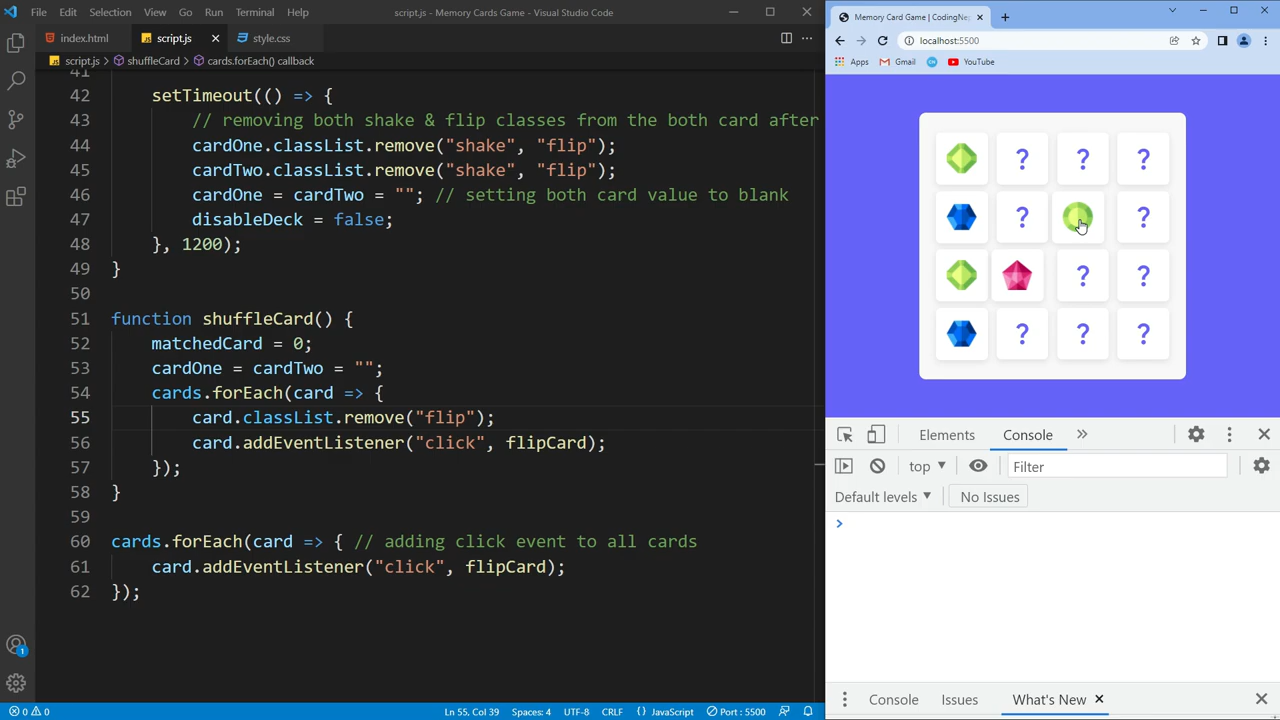 File Edit Selection View Go Run Terminal Help
script.js - Memory Cards Game - Visual Studio Code
index.html
script.js
style.css
script.js > shuffleCard > cards.forEach() callback
41
42 setTimeout(() => {
43 // removing both shake & flip classes from the both card after
44 cardOne.classList.remove("shake", "flip");
45 cardTwo.classList.remove("shake", "flip");
46 cardOne = cardTwo = ""; // setting both card value to blank
47 disableDeck = false;
48 }, 1200);
49 }
50
51 function shuffleCard() {
52 matchedCard = 0;
53 cardOne = cardTwo = "";
54 cards.forEach(card => {
55 card.classList.remove("flip");
56 card.addEventListener("click", flipCard);
57 });
58 }
59
60 cards.forEach(card => { // adding click event to all cards
61 card.addEventListener("click", flipCard);
62 });
1
0 0
Ln 55, Col 39 Spaces: 4 UTF-8 CRLF {} JavaScript Port : 5500
Memory Card Game | CodingNe
localhost:5500
Apps Gmail YouTube
? ? ?
? ?
? ?
? ? ?
Elements Console
top Filter
Default levels No Issues
>
Console Issues What's New